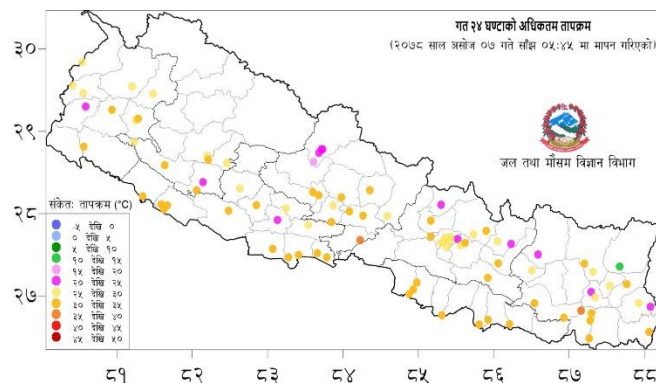 गत २४ घण्टाको अधिकतम तापक्रम
(२०७८ साल असोज ०७ गते साँझ ०५:४५ मा मापन गरिएको)
३०
२९
२८
२७
जल तथा मौसम विज्ञान विभाग
संकेत: तापक्रम (°C)
-५ देखि ०
० देखि ५
५ देखि १०
१० देखि १५
१५ देखि २०
२० देखि २५
२५ देखि ३०
३० देखि ३५
३५ देखि ४०
४० देखि ४५
४५ देखि ५०
८१ ८२ ८३ ८४ ८५ ८६ ८७ ८८